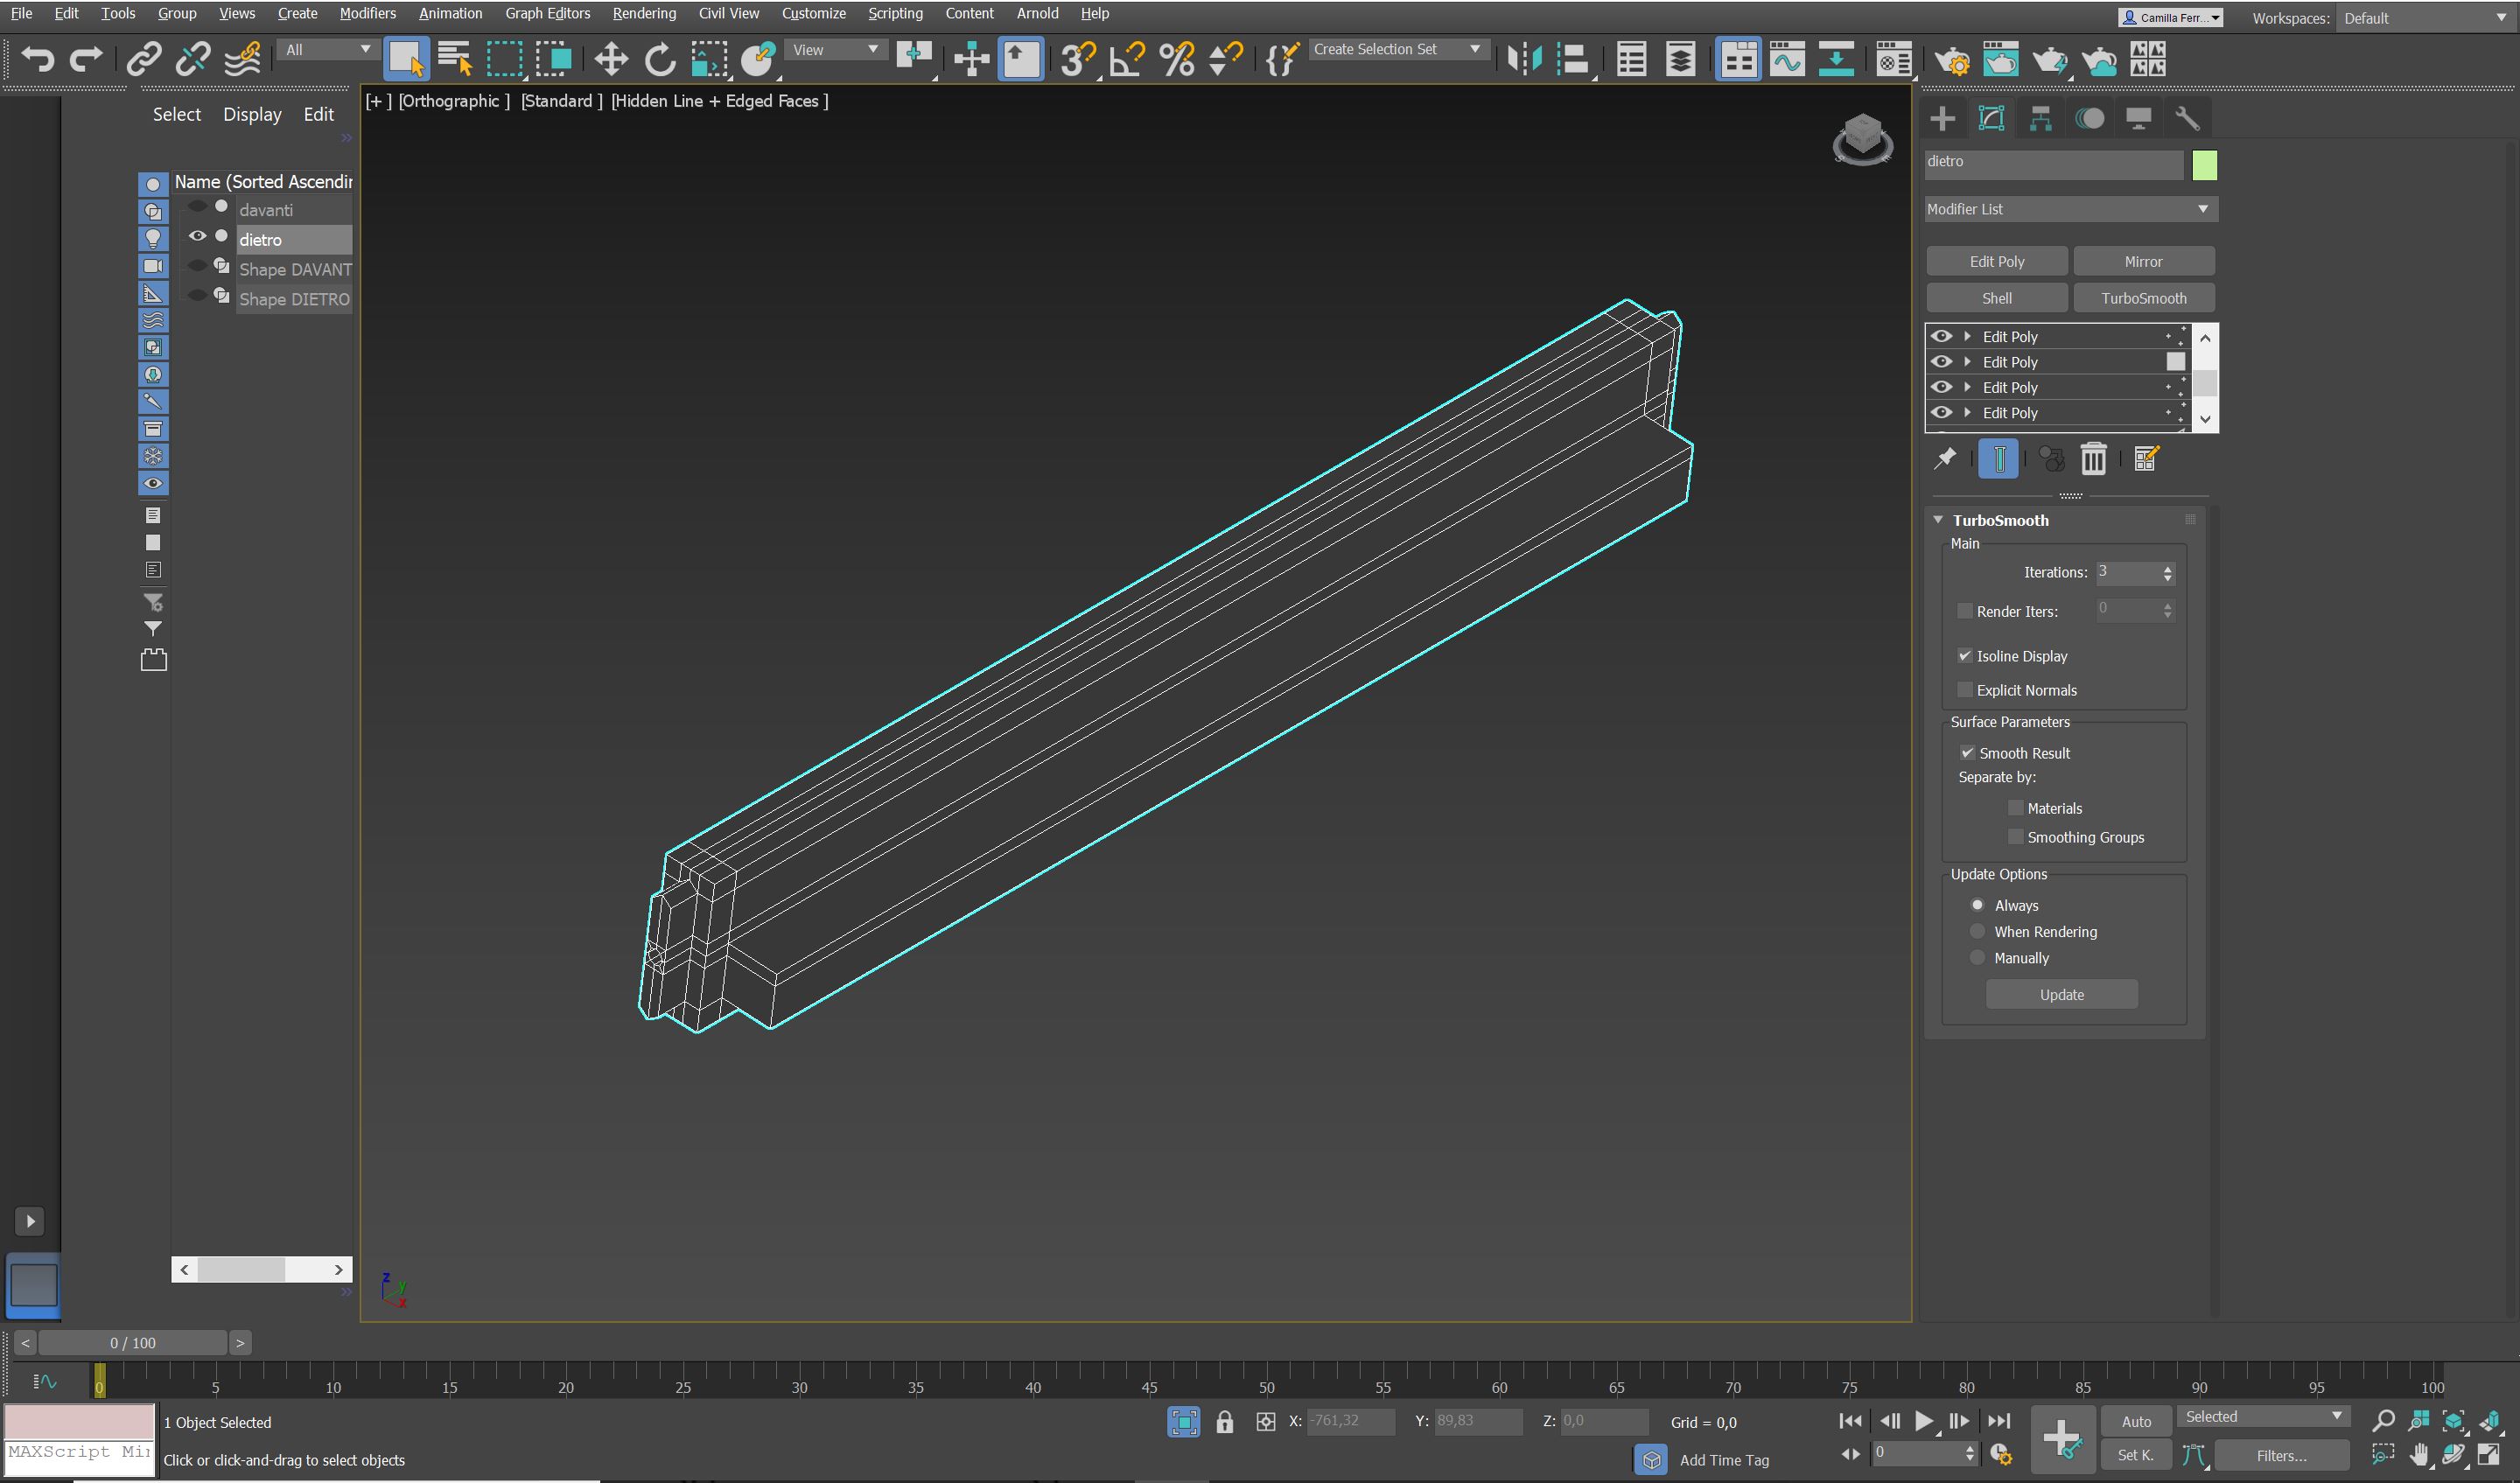 File Edit Tools Group Views Create Modifiers Animation Graph Editors Rendering Civil View Customize Scripting Content Arnold Help
Camilla Ferr... Workspaces: Default
All View Create Selection Set
Select Display Edit
[+ ] [Orthographic ] [Standard ] [Hidden Line + Edged Faces ]
Name (Sorted Ascendin
davanti
dietro
Shape DAVANT
Shape DIETRO
dietro
Modifier List
Edit Poly Mirror
Shell TurboSmooth
Edit Poly
Edit Poly
Edit Poly
Edit Poly
TurboSmooth
Main
Iterations: 3
Render Iters: 0
Isoline Display
Explicit Normals
Surface Parameters
Smooth Result
Separate by:
Materials
Smoothing Groups
Update Options
Always
When Rendering
Manually
Update
z
y
x
< 0 / 100 >
0 5 10 15 20 25 30 35 40 45 50 55 60 65 70 75 80 85 90 95 100
1 Object Selected X: -761,32 Y: 89,83 Z: 0,0 Grid = 0,0 Auto Selected
MAXScript Mi
Click or click-and-drag to select objects Add Time Tag 0 Set K. Filters...